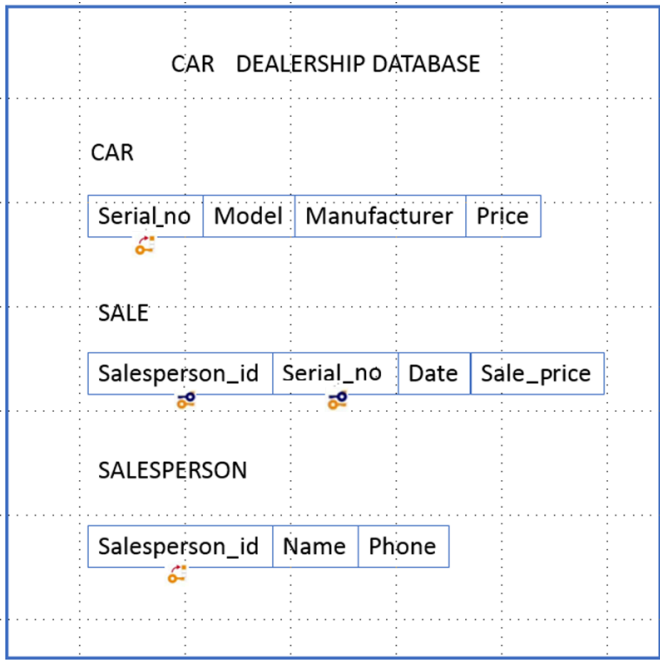 CAR DEALERSHIP DATABASE
CAR
Serial_no Model Manufacturer Price
SALE
Salesperson_id Serial_no Date Sale_price
SALESPERSON
Salesperson_id Name Phone